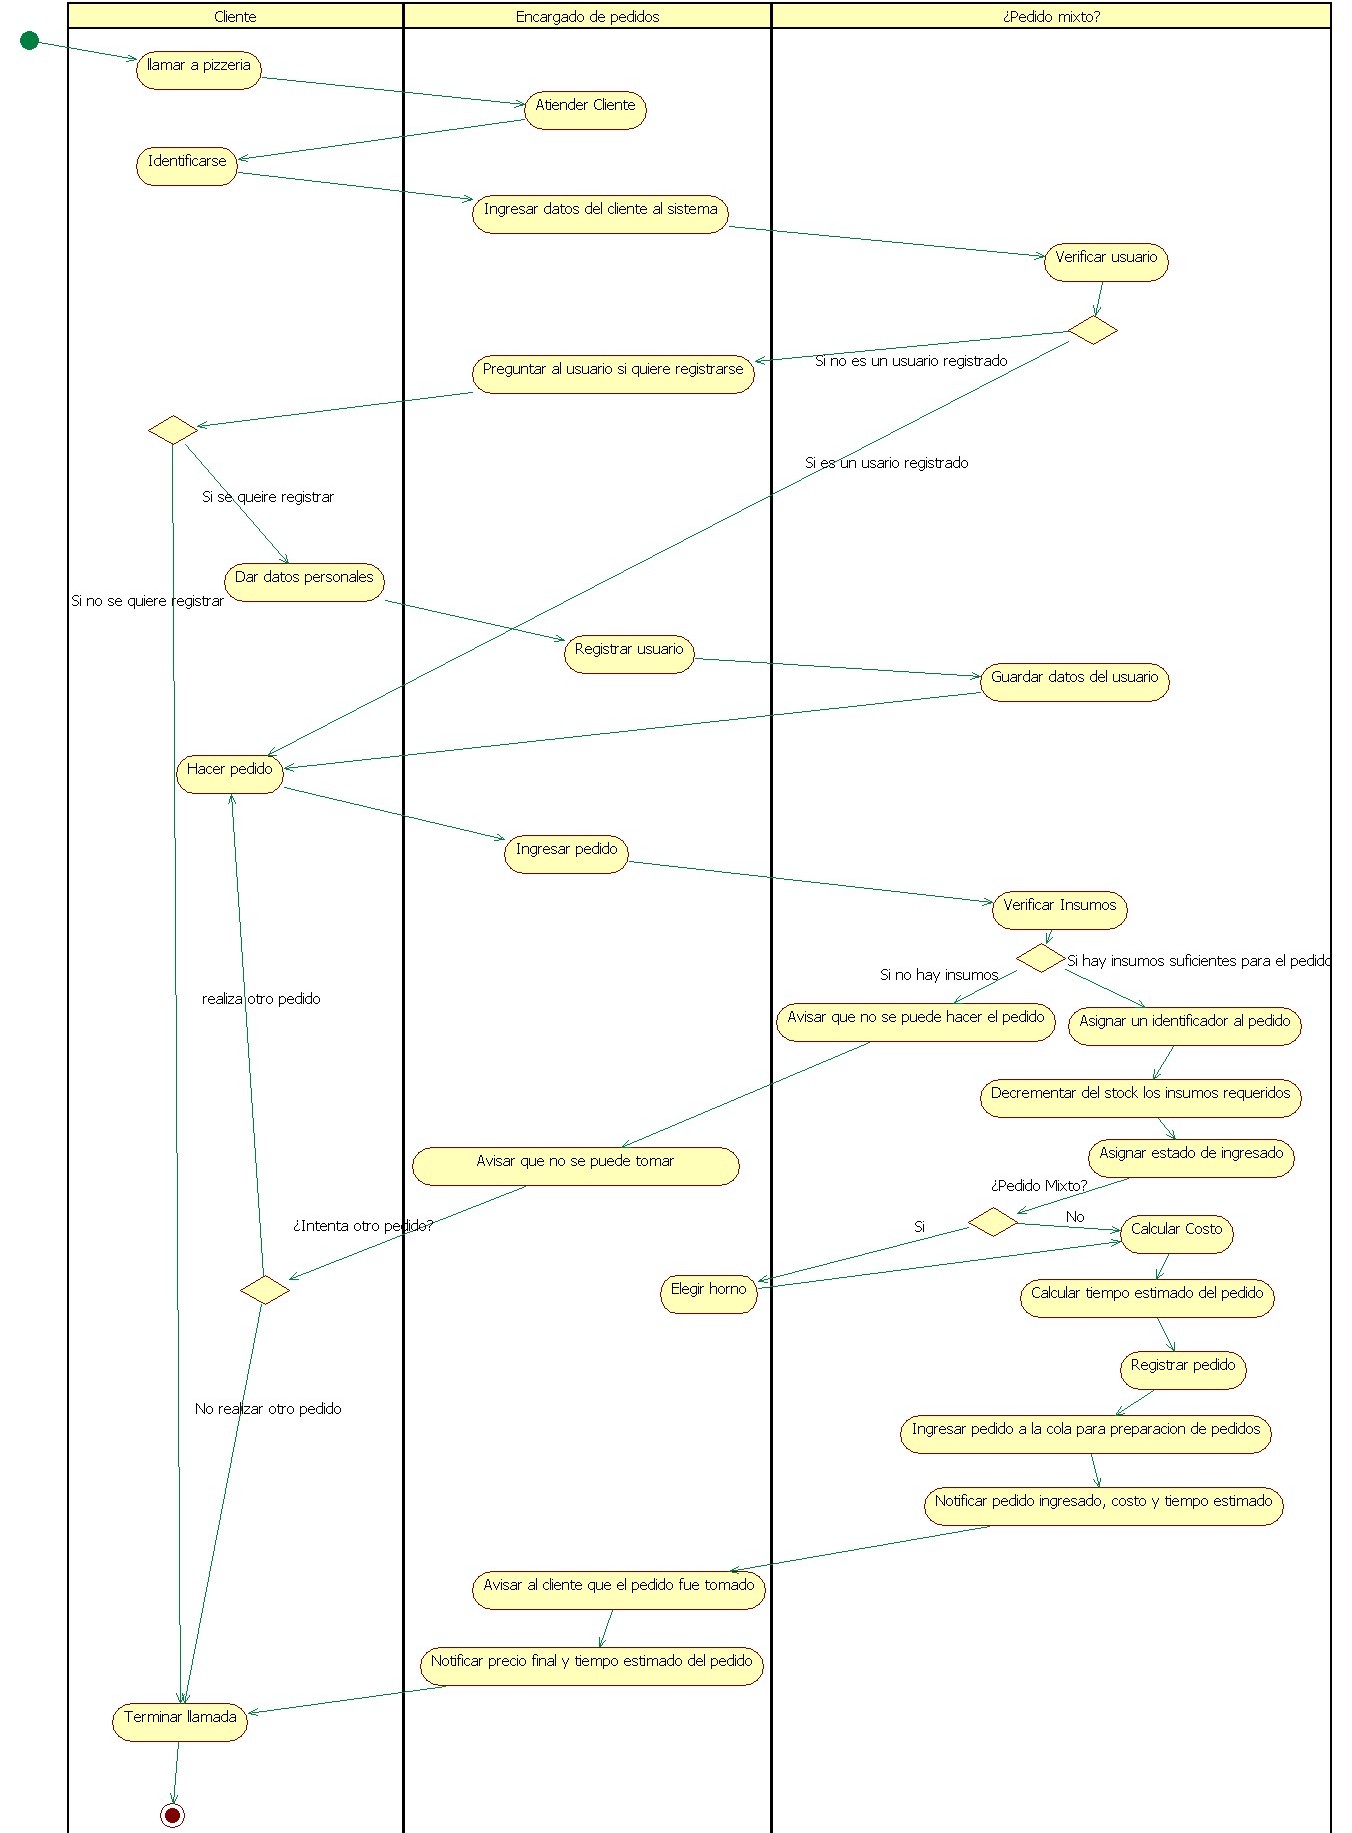 Cliente
Encargado de pedidos
¿Pedido mixto?
llamar a pizzeria
Atiender Cliente
Identificarse
Ingresar datos del cliente al sistema
Verificar usuario
Si no es un usuario registrado
Preguntar al usuario si quiere registrarse
Si es un usario registrado
Si se queire registrar
Dar datos personales
Si no se quiere registrar
Registrar usuario
Guardar datos del usuario
Hacer pedido
Ingresar pedido
Verificar Insumos
Si hay insumos suficientes para el pedido
Si no hay insumos
realiza otro pedido
Avisar que no se puede hacer el pedido
Asignar un identificador al pedido
Decrementar del stock los insumos requeridos
Asignar estado de ingresado
Avisar que no se puede tomar
¿Pedido Mixto?
No
¿Intenta otro pedido?
Si
Calcular Costo
Elegir horno
Calcular tiempo estimado del pedido
Registrar pedido
No realizar otro pedido
Ingresar pedido a la cola para preparacion de pedidos
Notificar pedido ingresado, costo y tiempo estimado
Avisar al cliente que el pedido fue tomado
Notificar precio final y tiempo estimado del pedido
Terminar llamada